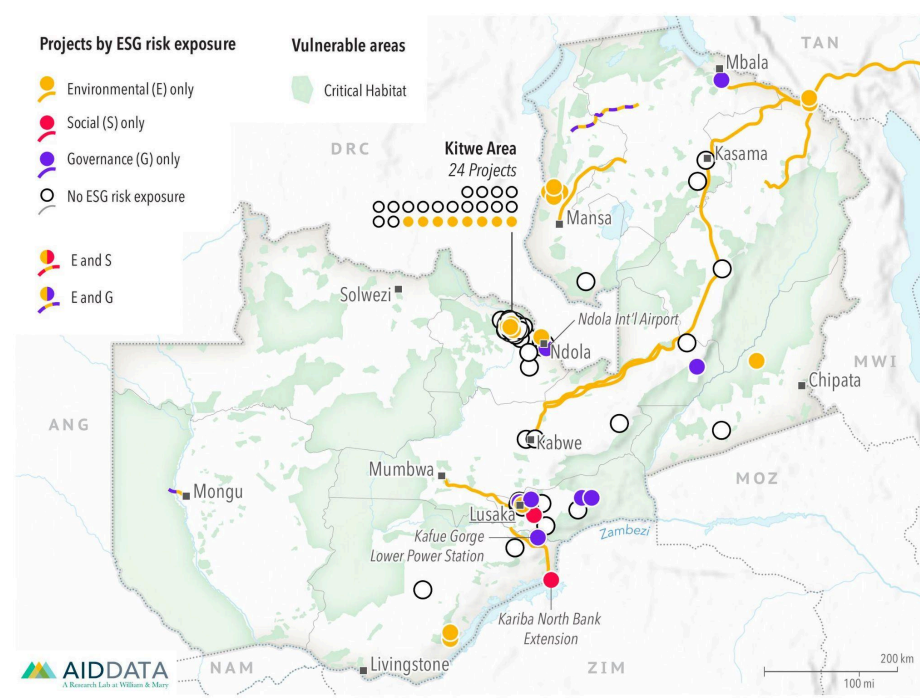 Projects by ESG risk exposure
Environmental (E) only
Social (S) only
Governance (G) only
No ESG risk exposure
E and S
E and G
Vulnerable areas
Critical Habitat
TAN
Mbala
DRC
Kitwe Area
24 Projects
Kasama
Mansa
Solwezi
Ndola Int'l Airport
Ndola
MWI
Chipata
ANG
Kabwe
Mumbwa
MOZ
Mongu
Lusaka
Zambezi
Kafue Gorge
Lower Power Station
Kariba North Bank
Extension
Livingstone
NAM
ZIM
AIDDATA
A Research Lab at William & Mary
200 km
100 mi